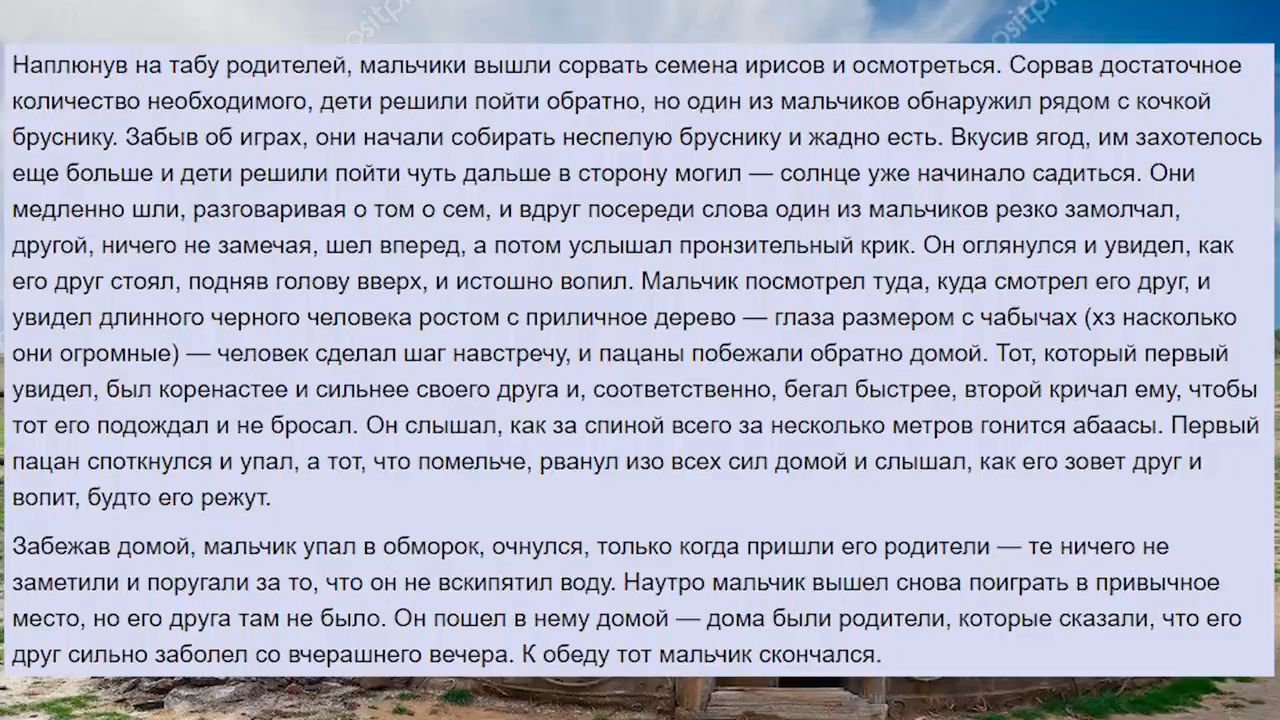 Наплюнув на табу родителей, мальчики вышли сорвать семена ирисов и осмотреться. Сорвав достаточное
количество необходимого, дети решили пойти обратно, но один из мальчиков обнаружил рядом с кочкой
бруснику. Забыв об играх, они начали собирать неспелую бруснику и жадно есть. Вкусив ягод, им захотелось
еще больше и дети решили пойти чуть дальше в сторону могил — солнце уже начинало садиться. Они
медленно шли, разговаривая о том о сем, и вдруг посереди слова один из мальчиков резко замолчал,
другой, ничего не замечая, шел вперед, а потом услышал пронзительный крик. Он оглянулся и увидел, как
его друг стоял, подняв голову вверх, и истошно вопил. Мальчик посмотрел туда, куда смотрел его друг, и
увидел длинного черного человека ростом с приличное дерево — глаза размером с чабычах (хз насколько
они огромные) — человек сделал шаг навстречу, и пацаны побежали обратно домой. Тот, который первый
увидел, был коренастее и сильнее своего друга и, соответственно, бегал быстрее, второй кричал ему, чтобы
тот его подождал и не бросал. Он слышал, как за спиной всего за несколько метров гонится абаасы. Первый
пацан споткнулся и упал, а тот, что помельче, рванул изо всех сил домой и слышал, как его зовет друг и
вопит, будто его режут.
Забежав домой, мальчик упал в обморок, очнулся, только когда пришли его родители — те ничего не
заметили и поругали за то, что он не вскипятил воду. Наутро мальчик вышел снова поиграть в привычное
место, но его друга там не было. Он пошел в нему домой — дома были родители, которые сказали, что его
друг сильно заболел со вчерашнего вечера. К обеду тот мальчик скончался.